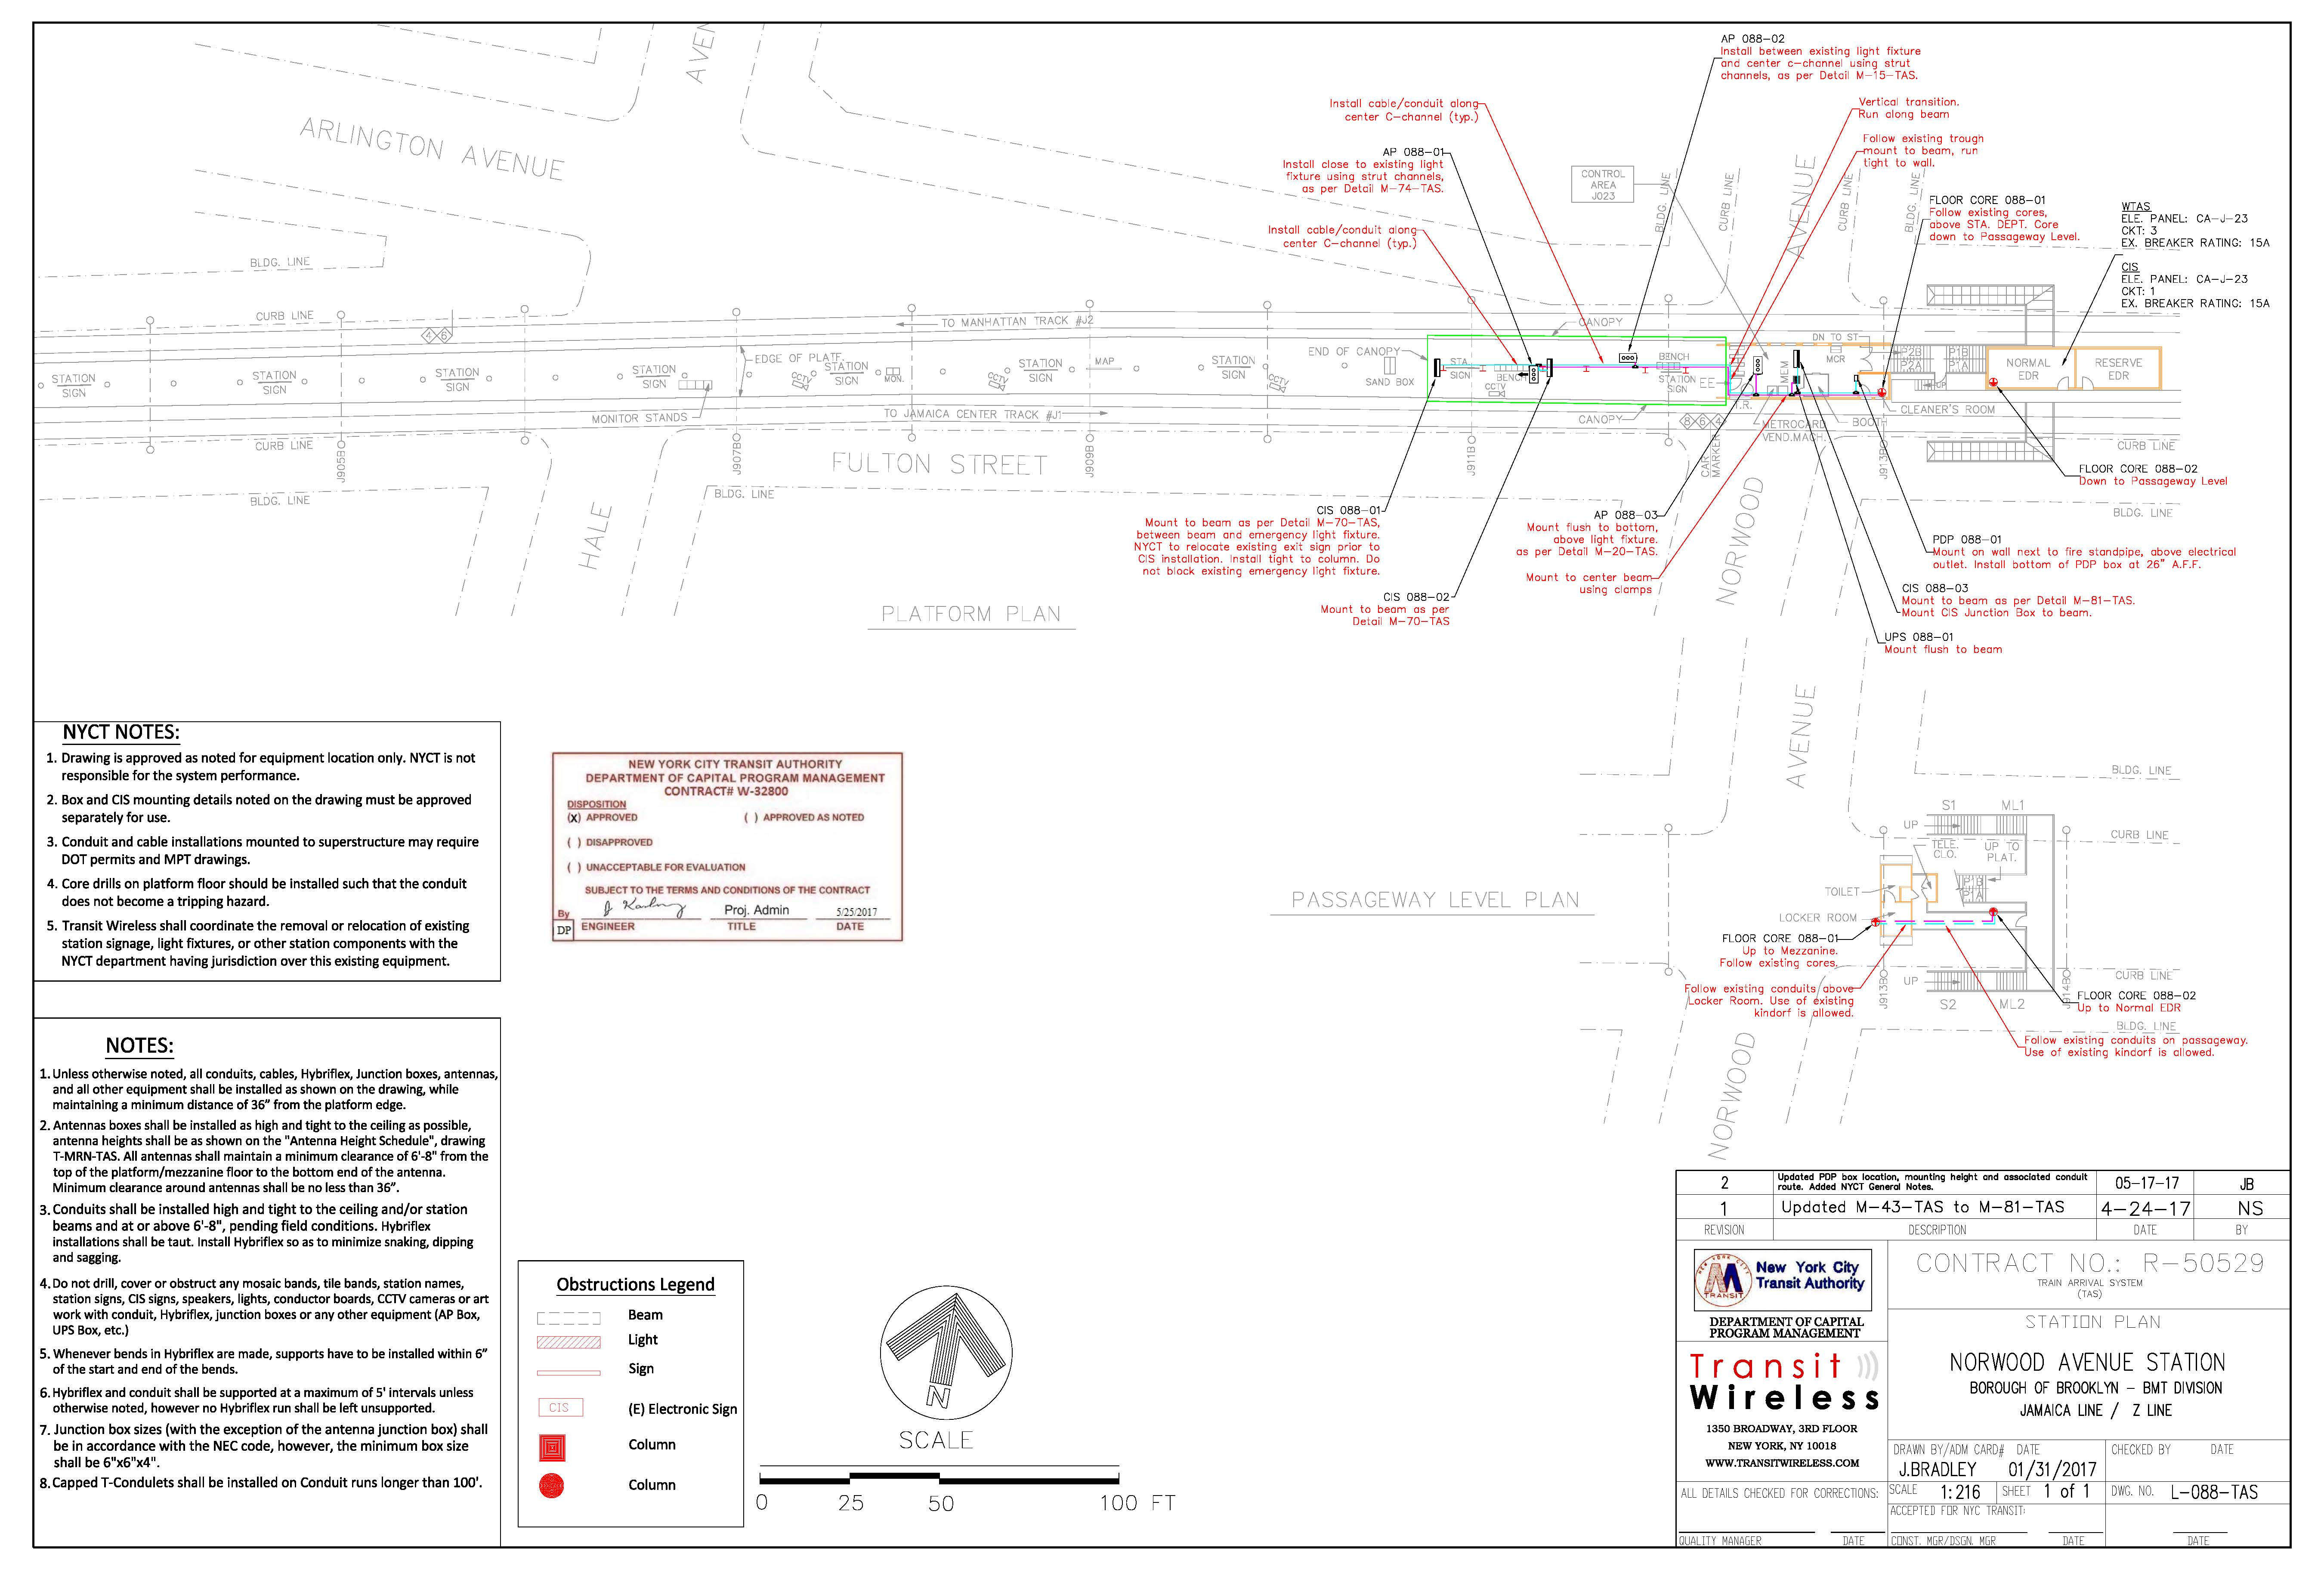 ARLINGTON AVENUE
AVEN
AP 088-02
Install between existing light fixture
and center c-channel using strut
channels, as per Detail M-15-TAS.
Install cable/conduit along
center C-channel (typ.)
Vertical transition.
Run along beam
AP 088-01
Install close to existing light
fixture using strut channels,
as per Detail M-74-TAS.
Follow existing trough
mount to beam, run
tight to wall.
CONTROL
AREA
J023
BLDG. LINE
CURB LINE
AVENUE
CURB LINE
BLDG. LINE
FLOOR CORE 088-01
Follow existing cores,
above STA. DEPT. Core
down to Passageway Level.
WTAS
ELE. PANEL: CA-J-23
CKT: 3
EX. BREAKER RATING: 15A
CIS
ELE. PANEL: CA-J-23
CKT: 1
EX. BREAKER RATING: 15A
Install cable/conduit along
center C-channel (typ.)
BLDG. LINE
CURB LINE
4 6
TO MANHATTAN TRACK #J2
CANOPY
DN TO ST
EDGE OF PLATF.
END OF CANOPY
STATION
SIGN
STATION
SIGN
STATION
SIGN
STATION
SIGN
CCTV
STATION
SIGN
MON.
CCTV
STATION
SIGN
MAP
STATION
SIGN
CCTV
SAND BOX
STA.
SIGN
BENCH
CCTV
BENCH
STATION
SIGN
EE
MEM
MCR
P2B
P2A
P1B
P1A
UP
NORMAL
EDR
RESERVE
EDR
MONITOR STANDS
TO JAMAICA CENTER TRACK #J1
CANOPY
8 6 4
T.R.
METROCARD
VEND.MACH.
BOOTH
CLEANER'S ROOM
CAR
MARKER
CURB LINE
CURB LINE
J905B
J907B
J909B
J911B
J913B
FULTON STREET
BLDG. LINE
BLDG. LINE
BLDG. LINE
HALE
NORWOOD
FLOOR CORE 088-02
Down to Passageway Level
CIS 088-01
Mount to beam as per Detail M-70-TAS,
between beam and emergency light fixture.
NYCT to relocate existing exit sign prior to
CIS installation. Install tight to column. Do
not block existing emergency light fixture.
AP 088-03
Mount flush to bottom,
above light fixture.
as per Detail M-20-TAS.
Mount to center beam
using clamps
CIS 088-02
Mount to beam as per
Detail M-70-TAS
PDP 088-01
Mount on wall next to fire standpipe, above electrical
outlet. Install bottom of PDP box at 26" A.F.F.
CIS 088-03
Mount to beam as per Detail M-81-TAS.
Mount CIS Junction Box to beam.
UPS 088-01
Mount flush to beam
PLATFORM PLAN
NYCT NOTES:
1. Drawing is approved as noted for equipment location only. NYCT is not
responsible for the system performance.
2. Box and CIS mounting details noted on the drawing must be approved
separately for use.
3. Conduit and cable installations mounted to superstructure may require
DOT permits and MPT drawings.
4. Core drills on platform floor should be installed such that the conduit
does not become a tripping hazard.
5. Transit Wireless shall coordinate the removal or relocation of existing
station signage, light fixtures, or other station components with the
NYCT department having jurisdiction over this existing equipment.
NEW YORK CITY TRANSIT AUTHORITY
DEPARTMENT OF CAPITAL PROGRAM MANAGEMENT
CONTRACT# W-32800
DISPOSITION
(X) APPROVED
( ) APPROVED AS NOTED
( ) DISAPPROVED
( ) UNACCEPTABLE FOR EVALUATION
SUBJECT TO THE TERMS AND CONDITIONS OF THE CONTRACT
By
Proj. Admin
5/25/2017
DP
ENGINEER
TITLE
DATE
AVENUE
BLDG. LINE
S1
ML1
UP
CURB LINE
TELE.
CLO.
UP TO
PLAT.
TOILET
P1B
P1A
PASSAGEWAY LEVEL PLAN
LOCKER ROOM
FLOOR CORE 088-01
Up to Mezzanine.
Follow existing cores.
Follow existing conduits above
Locker Room. Use of existing
kindorf is allowed.
J913B
J914B
UP
CURB LINE
S2
ML2
FLOOR CORE 088-02
Up to Normal EDR
BLDG. LINE
Follow existing conduits on passageway.
Use of existing kindorf is allowed.
NORWOOD
NOTES:
1. Unless otherwise noted, all conduits, cables, Hybriflex, Junction boxes, antennas,
and all other equipment shall be installed as shown on the drawing, while
maintaining a minimum distance of 36” from the platform edge.
2. Antennas boxes shall be installed as high and tight to the ceiling as possible,
antenna heights shall be as shown on the "Antenna Height Schedule", drawing
T-MRN-TAS. All antennas shall maintain a minimum clearance of 6'-8" from the
top of the platform/mezzanine floor to the bottom end of the antenna.
Minimum clearance around antennas shall be no less than 36”.
3. Conduits shall be installed high and tight to the ceiling and/or station
beams and at or above 6'-8", pending field conditions. Hybriflex
installations shall be taut. Install Hybriflex so as to minimize snaking, dipping
and sagging.
4. Do not drill, cover or obstruct any mosaic bands, tile bands, station names,
station signs, CIS signs, speakers, lights, conductor boards, CCTV cameras or art
work with conduit, Hybriflex, junction boxes or any other equipment (AP Box,
UPS Box, etc.)
5. Whenever bends in Hybriflex are made, supports have to be installed within 6”
of the start and end of the bends.
6. Hybriflex and conduit shall be supported at a maximum of 5' intervals unless
otherwise noted, however no Hybriflex run shall be left unsupported.
7. Junction box sizes (with the exception of the antenna junction box) shall
be in accordance with the NEC code, however, the minimum box size
shall be 6"x6"x4".
8. Capped T-Condulets shall be installed on Conduit runs longer than 100'.
Obstructions Legend
Beam
Light
Sign
CIS
(E) Electronic Sign
Column
Column
N
SCALE
0 25 50 100 FT
2 Updated PDP box location, mounting height and associated conduit
route. Added NYCT General Notes. 05-17-17 JB
1 Updated M-43-TAS to M-81-TAS 4-24-17 NS
REVISION DESCRIPTION DATE BY
NEW YORK CITY
TRANSIT
New York City
Transit Authority
DEPARTMENT OF CAPITAL
PROGRAM MANAGEMENT
CONTRACT NO.: R-50529
TRAIN ARRIVAL SYSTEM
(TAS)
STATION PLAN
Transit
Wireless
1350 BROADWAY, 3RD FLOOR
NEW YORK, NY 10018
WWW.TRANSITWIRELESS.COM
NORWOOD AVENUE STATION
BOROUGH OF BROOKLYN - BMT DIVISION
JAMAICA LINE / Z LINE
DRAWN BY/ADM CARD# DATE
J.BRADLEY 01/31/2017
CHECKED BY DATE
ALL DETAILS CHECKED FOR CORRECTIONS:
SCALE 1:216
SHEET 1 of 1
DWG. NO. L-088-TAS
ACCEPTED FOR NYC TRANSIT:
QUALITY MANAGER DATE
CONST. MGR/DSGN. MGR DATE
DATE